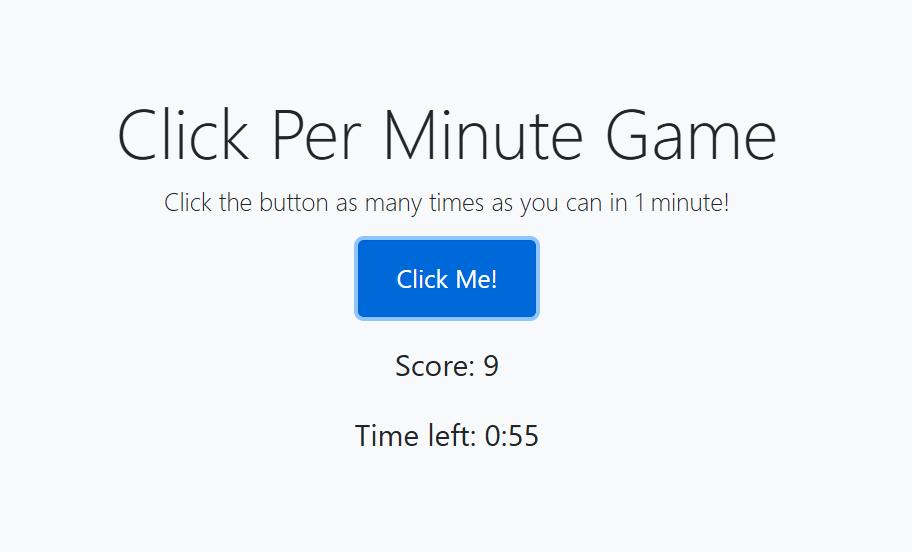 Click Per Minute Game
Click the button as many times as you can in 1 minute!
Click Me!
Score: 9
Time left: 0:55